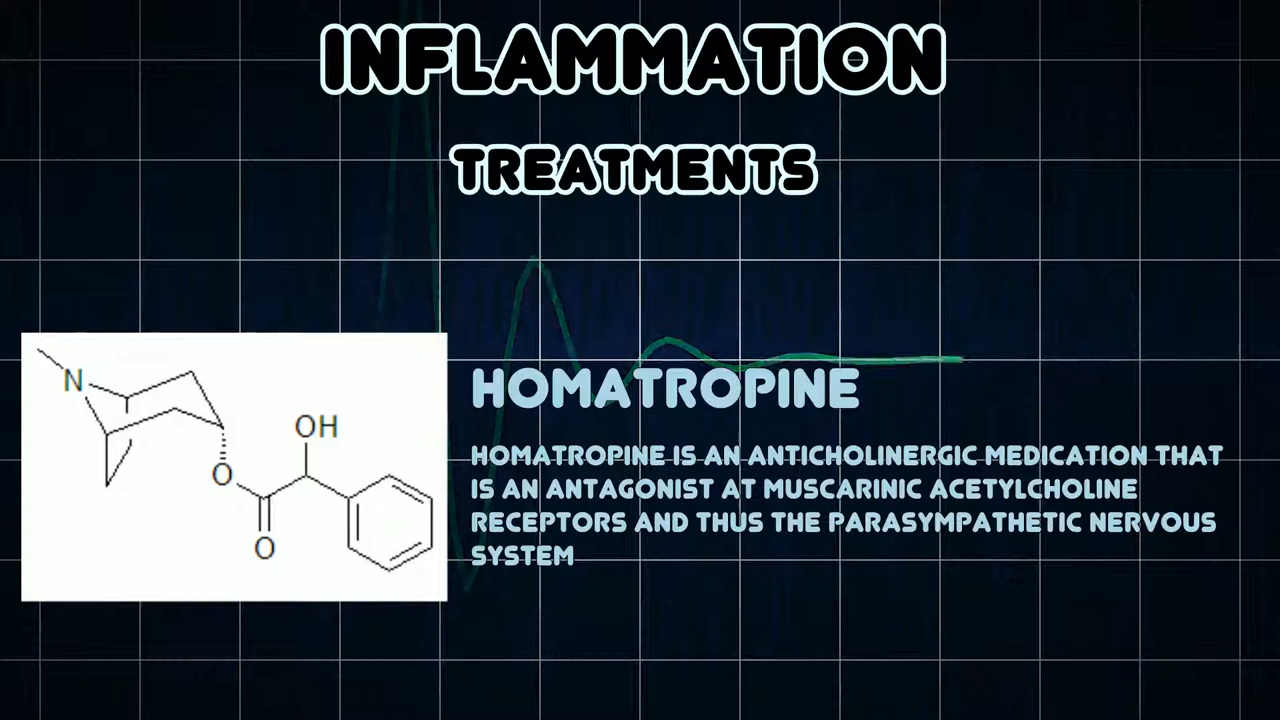 INFLAMMATION
TREATMENTS
HOMATROPINE
HOMATROPINE IS AN ANTICHOLINERGIC MEDICATION THAT
IS AN ANTAGONIST AT MUSCARINIC ACETYLCHOLINE
RECEPTORS AND THUS THE PARASYMPATHETIC NERVOUS
SYSTEM
N
OH
O
O